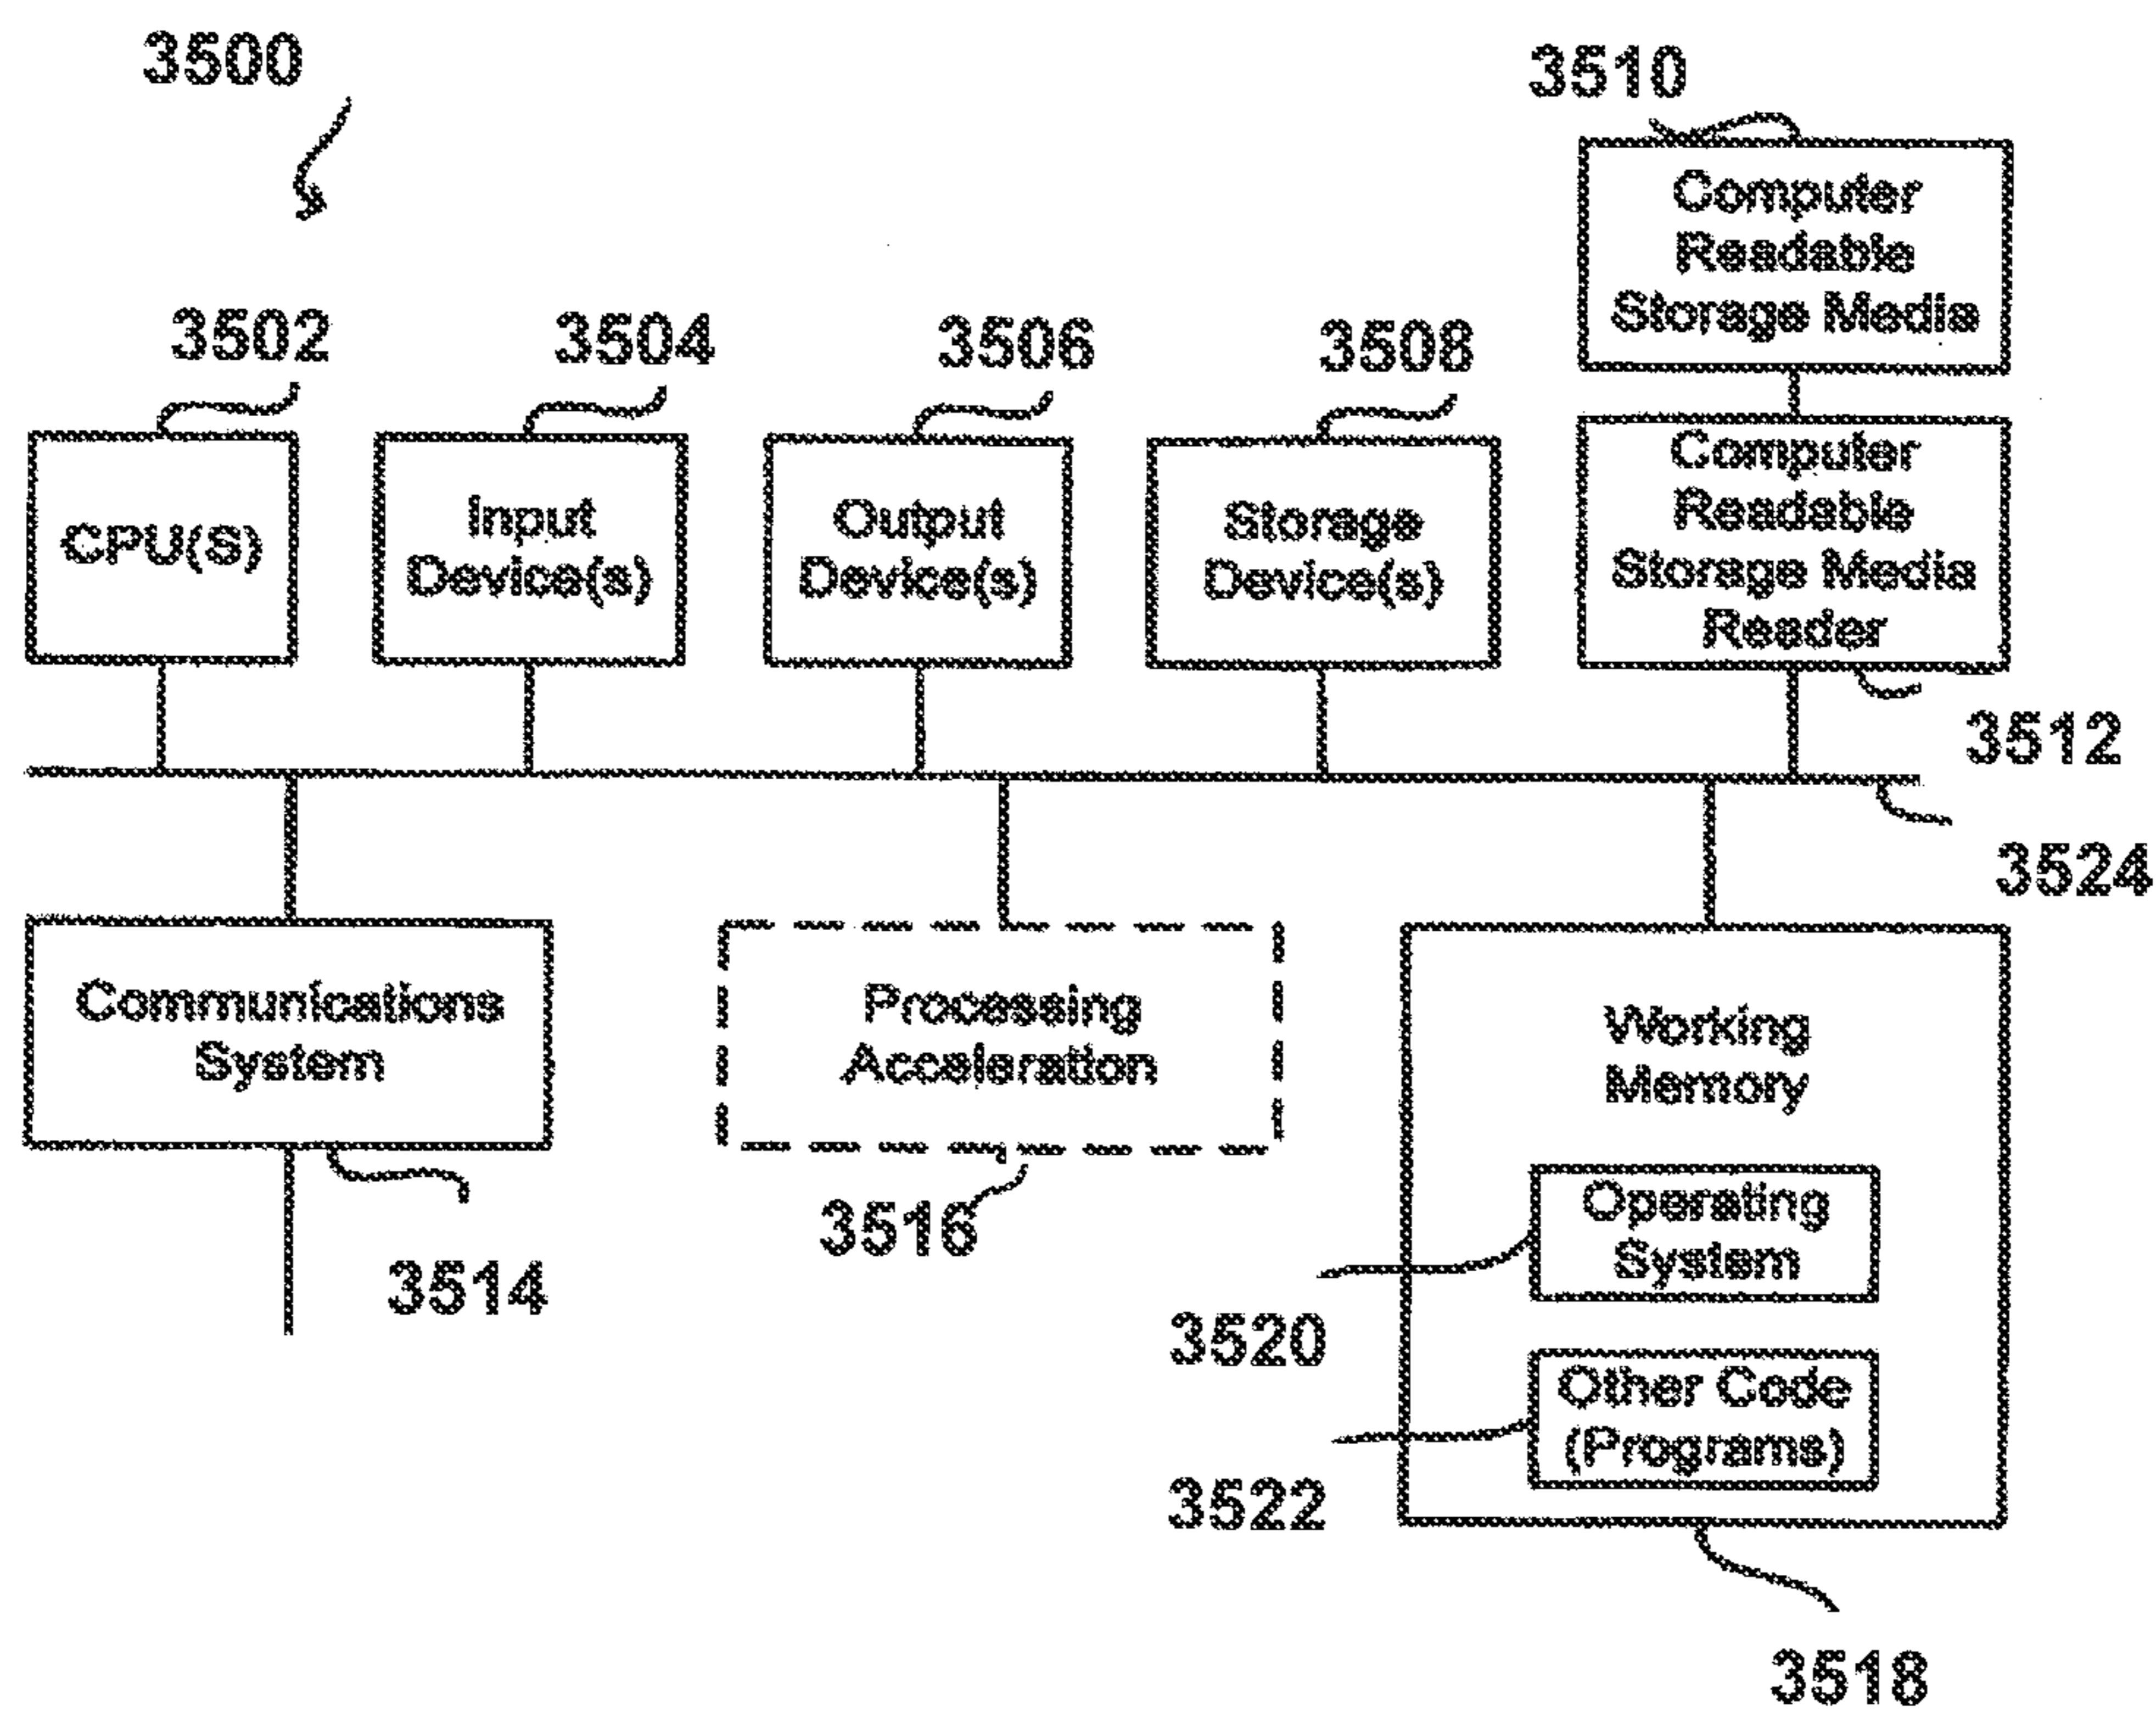 3500
3510
Computer
Readable
Storage Media
3502
3504
3506
3508
CPU(S)
Input
Device(s)
Output
Device(s)
Storage
Device(s)
Computer
Readable
Storage Media
Reader
3512
3524
Communications
System
3514
Processing
Acceleration
3516
Working
Memory
Operating
System
3520
Other Code
(Programs)
3522
3518